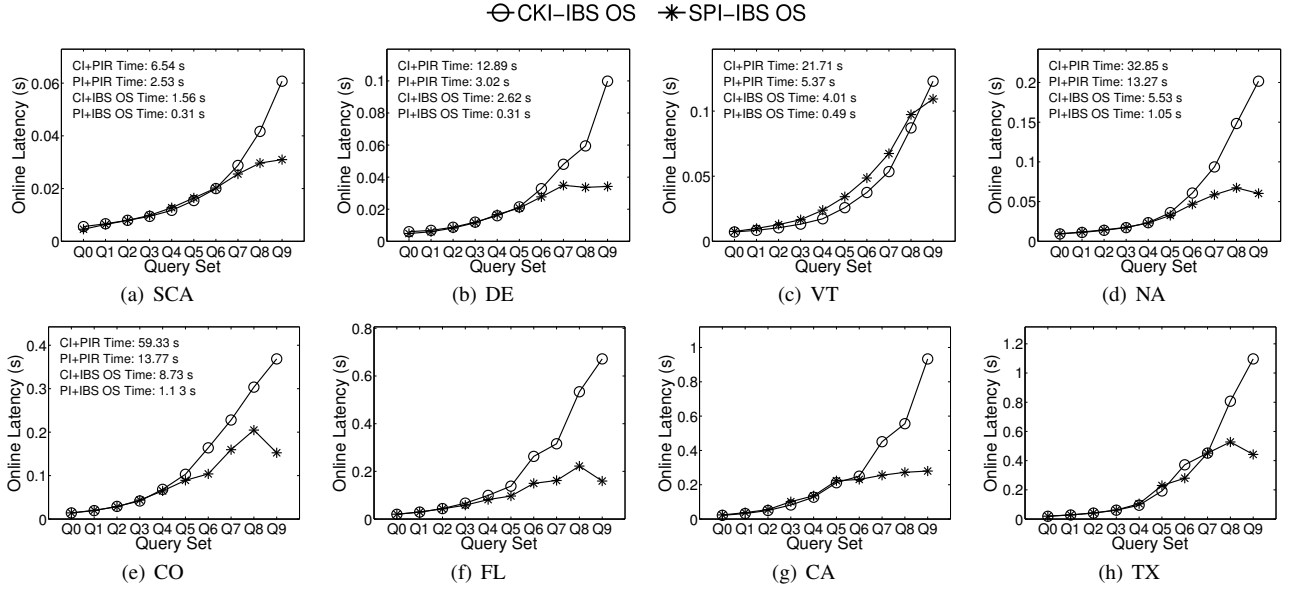 CKI–IBS OS SPI–IBS OS
CI+PIR Time: 6.54 s
PI+PIR Time: 2.53 s
CI+IBS OS Time: 1.56 s
PI+IBS OS Time: 0.31 s
Online Latency (s)
0.06
0.04
0.02
0
Q0 Q1 Q2 Q3 Q4 Q5 Q6 Q7 Q8 Q9
Query Set
(a) SCA
CI+PIR Time: 12.89 s
PI+PIR Time: 3.02 s
CI+IBS OS Time: 2.62 s
PI+IBS OS Time: 0.31 s
Online Latency (s)
0.1
0.08
0.06
0.04
0.02
0
Q0 Q1 Q2 Q3 Q4 Q5 Q6 Q7 Q8 Q9
Query Set
(b) DE
CI+PIR Time: 21.71 s
PI+PIR Time: 5.37 s
CI+IBS OS Time: 4.01 s
PI+IBS OS Time: 0.49 s
Online Latency (s)
0.1
0.05
0
Q0 Q1 Q2 Q3 Q4 Q5 Q6 Q7 Q8 Q9
Query Set
(c) VT
CI+PIR Time: 32.85 s
PI+PIR Time: 13.27 s
CI+IBS OS Time: 5.53 s
PI+IBS OS Time: 1.05 s
Online Latency (s)
0.2
0.15
0.1
0.05
0
Q0 Q1 Q2 Q3 Q4 Q5 Q6 Q7 Q8 Q9
Query Set
(d) NA
CI+PIR Time: 59.33 s
PI+PIR Time: 13.77 s
CI+IBS OS Time: 8.73 s
PI+IBS OS Time: 1.1 3 s
Online Latency (s)
0.4
0.3
0.2
0.1
0
Q0 Q1 Q2 Q3 Q4 Q5 Q6 Q7 Q8 Q9
Query Set
(e) CO
Online Latency (s)
0.8
0.6
0.4
0.2
0
Q0 Q1 Q2 Q3 Q4 Q5 Q6 Q7 Q8 Q9
Query Set
(f) FL
Online Latency (s)
1
0.8
0.6
0.4
0.2
0
Q0 Q1 Q2 Q3 Q4 Q5 Q6 Q7 Q8 Q9
Query Set
(g) CA
Online Latency (s)
1.2
1
0.8
0.6
0.4
0.2
0
Q0 Q1 Q2 Q3 Q4 Q5 Q6 Q7 Q8 Q9
Query Set
(h) TX